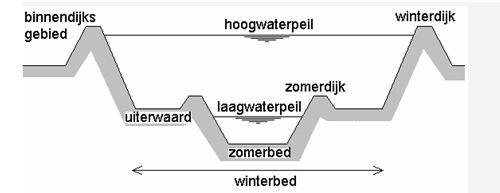 binnendijks
gebied
hoogwaterpeil
winterdijk
zomerdijk
laagwaterpeil
uiterwaard
zomerbed
winterbed